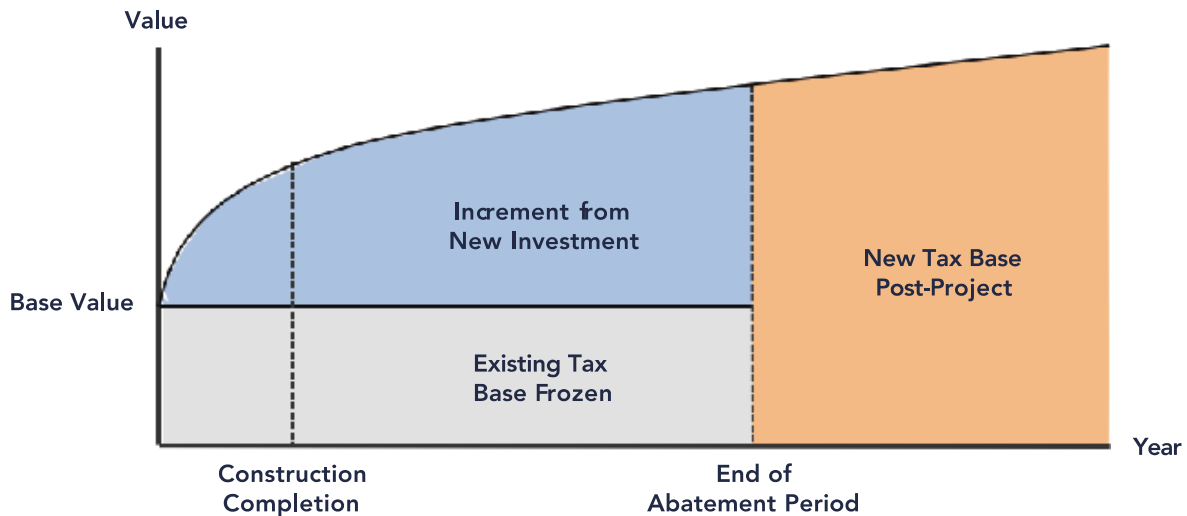 Value
Increment from
New Investment
New Tax Base
Post-Project
Base Value
Existing Tax
Base Frozen
Year
Construction
Completion
End of
Abatement Period